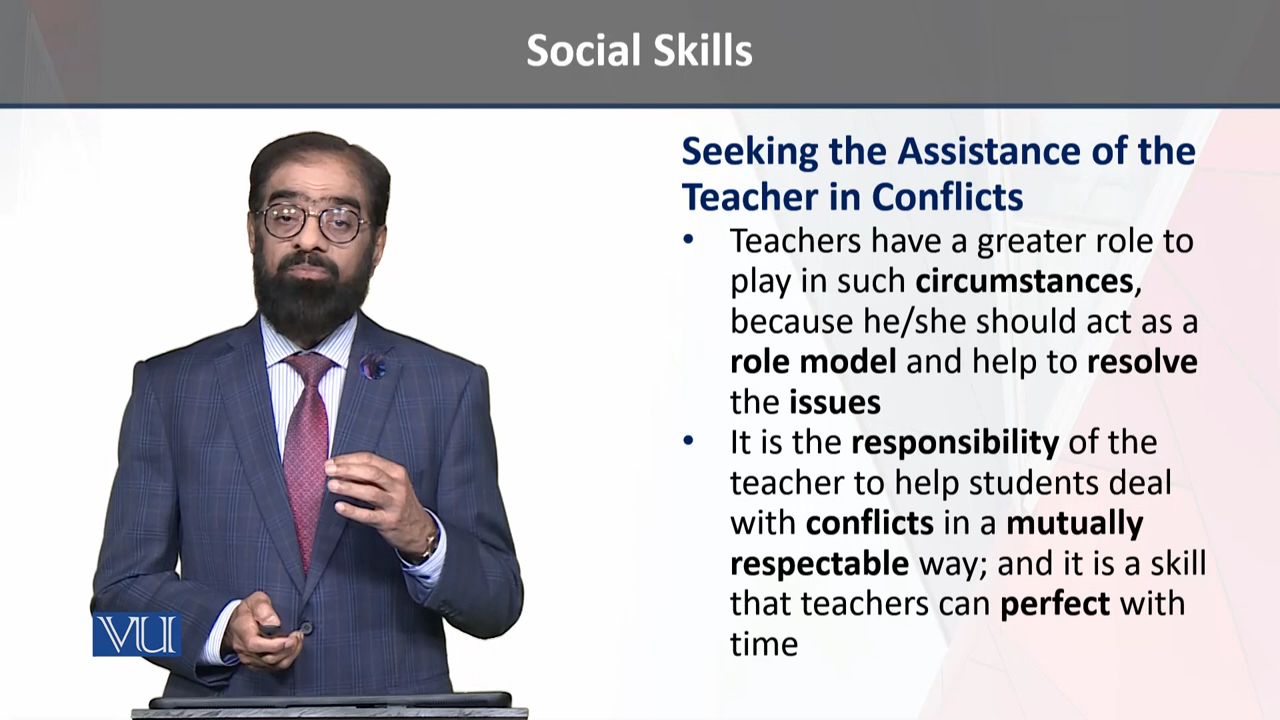 Social Skills
Seeking the Assistance of the
Teacher in Conflicts
• Teachers have a greater role to
play in such circumstances,
because he/she should act as a
role model and help to resolve
the issues
• It is the responsibility of the
teacher to help students deal
with conflicts in a mutually
respectable way; and it is a skill
that teachers can perfect with
time
VU